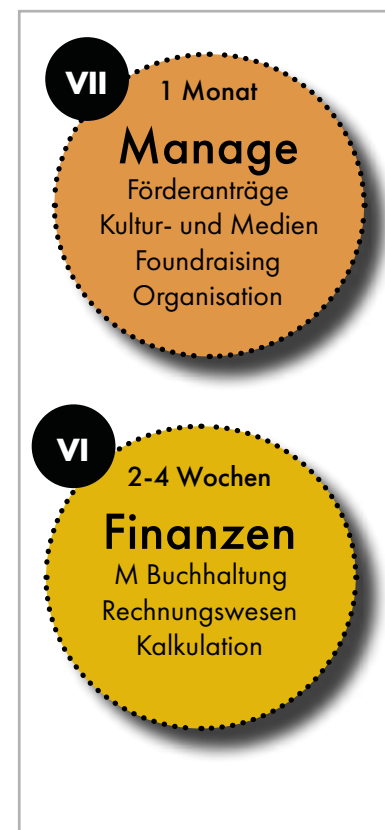 VII
1 Monat
Manage
Förderanträge
Kultur- und Medien
Foundraising
Organisation
VI
2-4 Wochen
Finanzen
M Buchhaltung
Rechnungswesen
Kalkulation